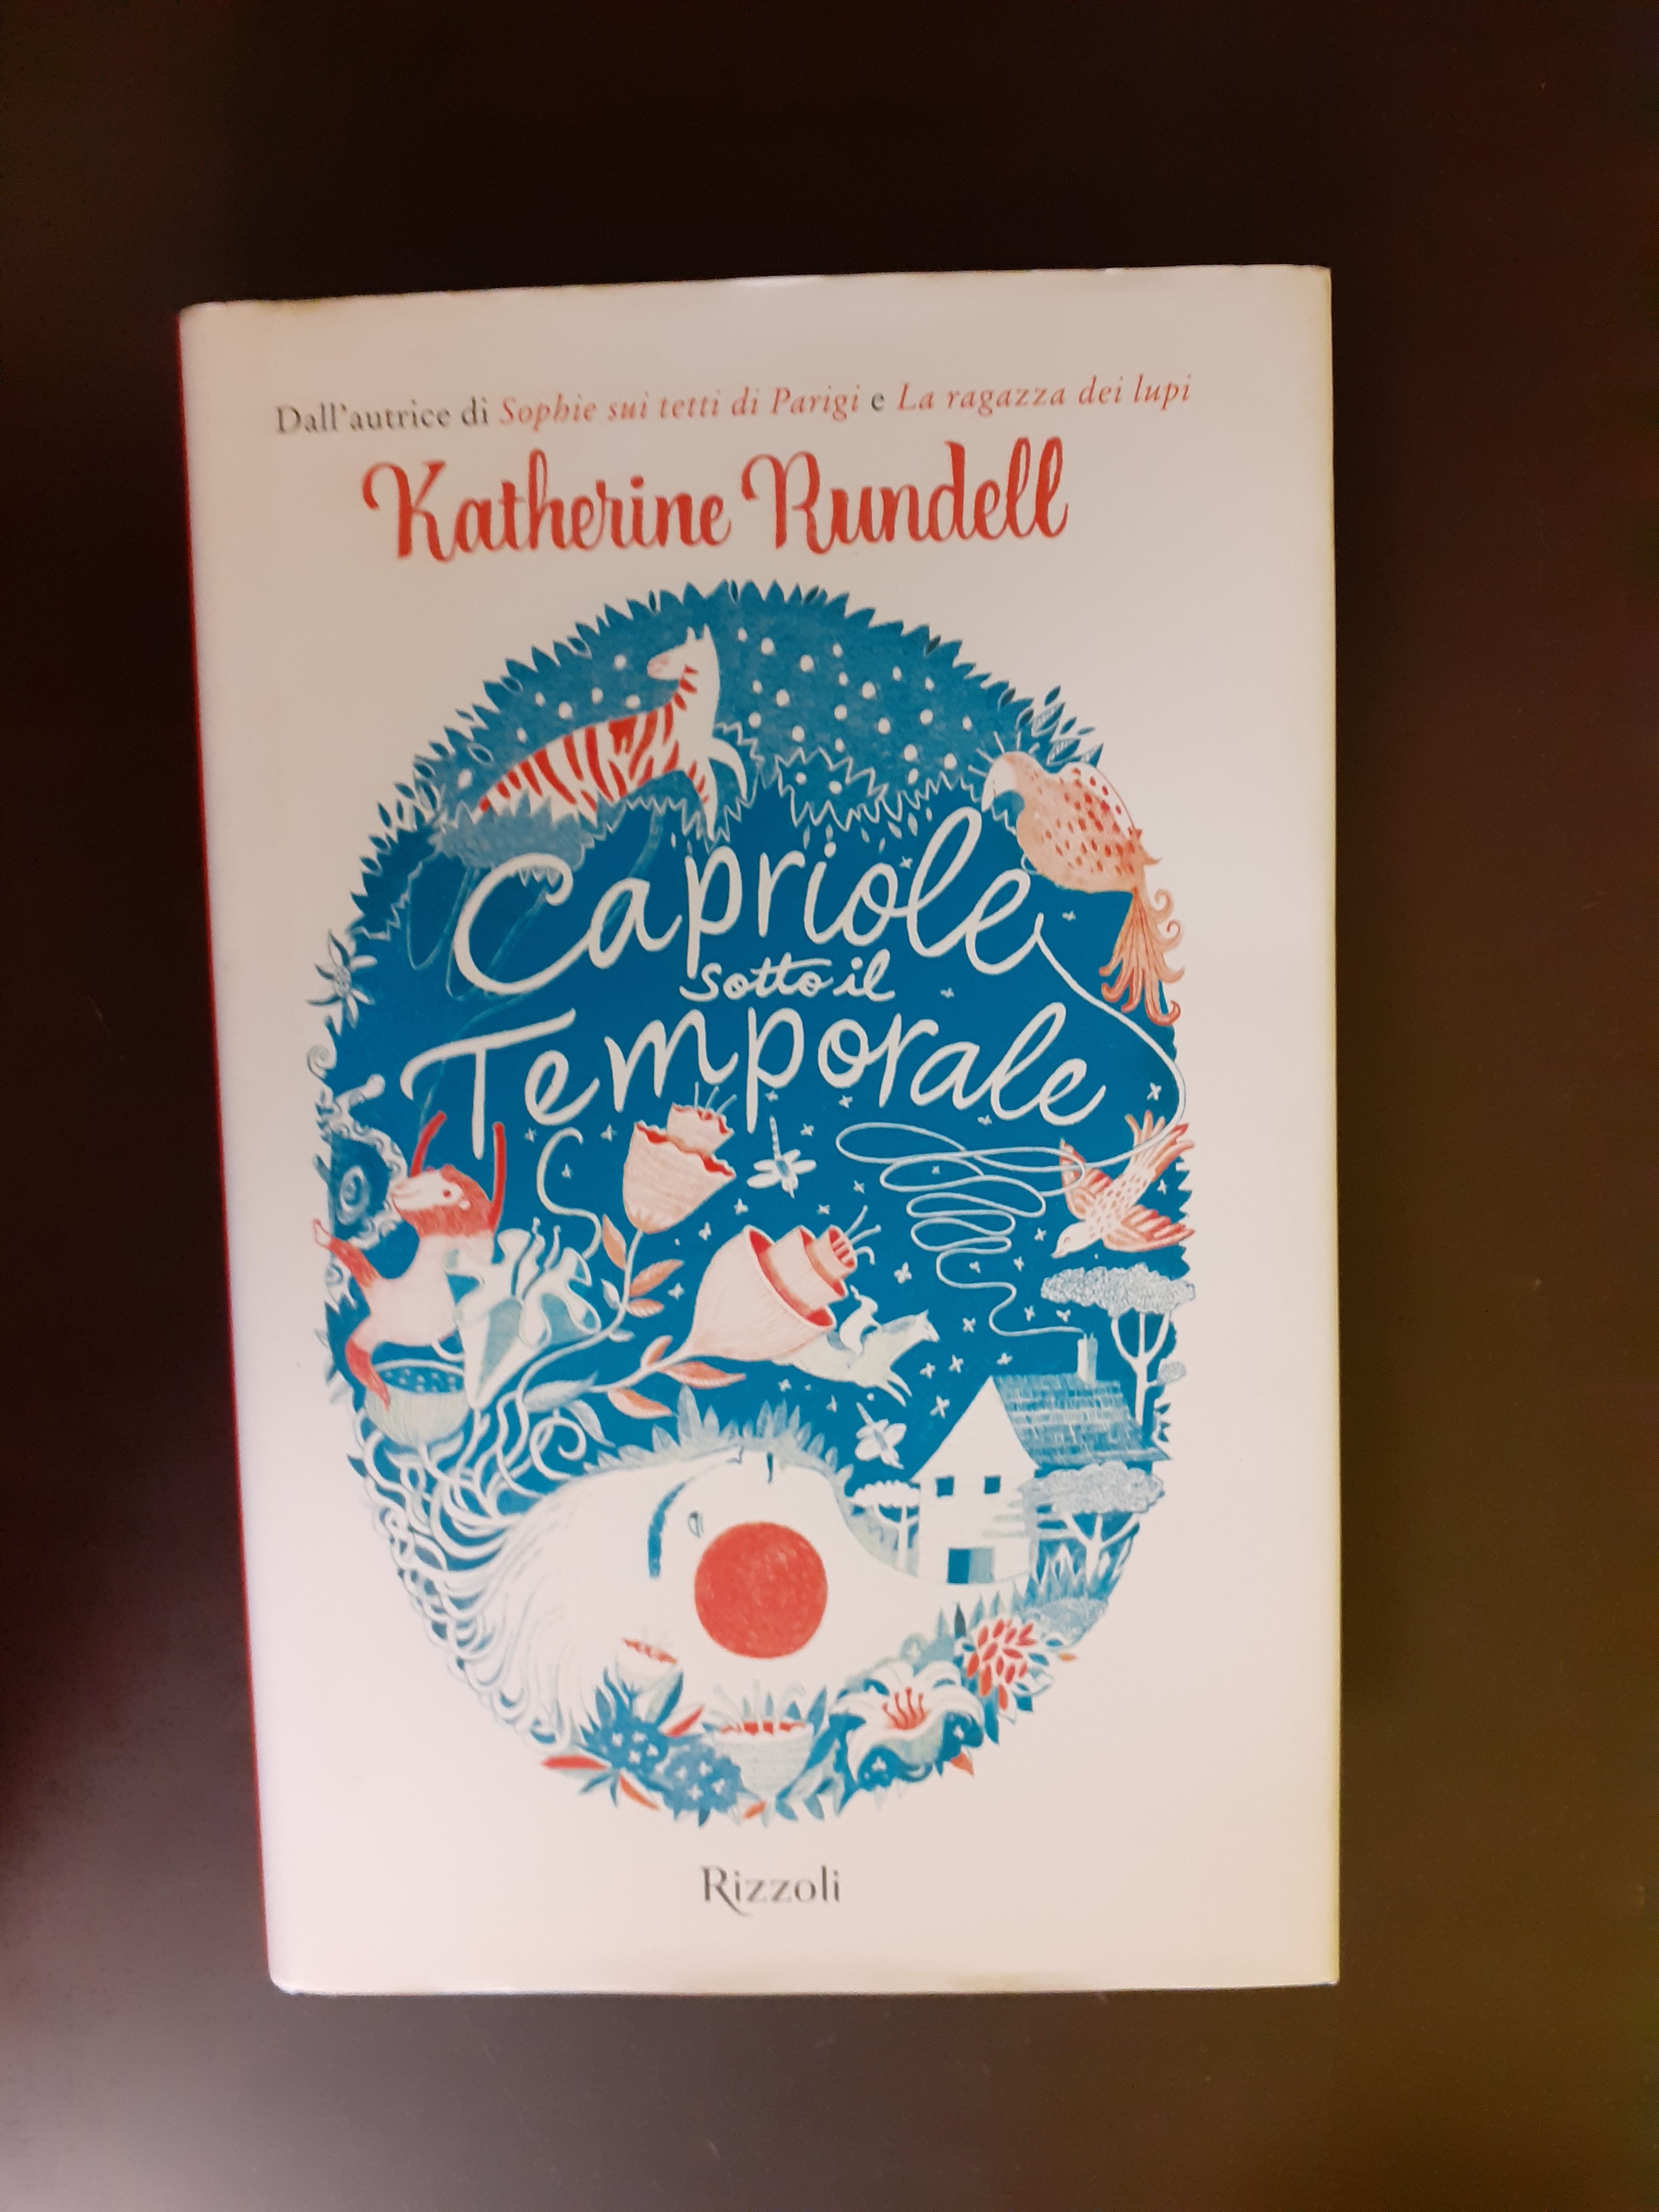 Dall'autrice di Sophie sui tetti di Parigi e La ragazza dei lupi
Katherine Rundell
Capriole
sotto il
Temporale
Rizzoli